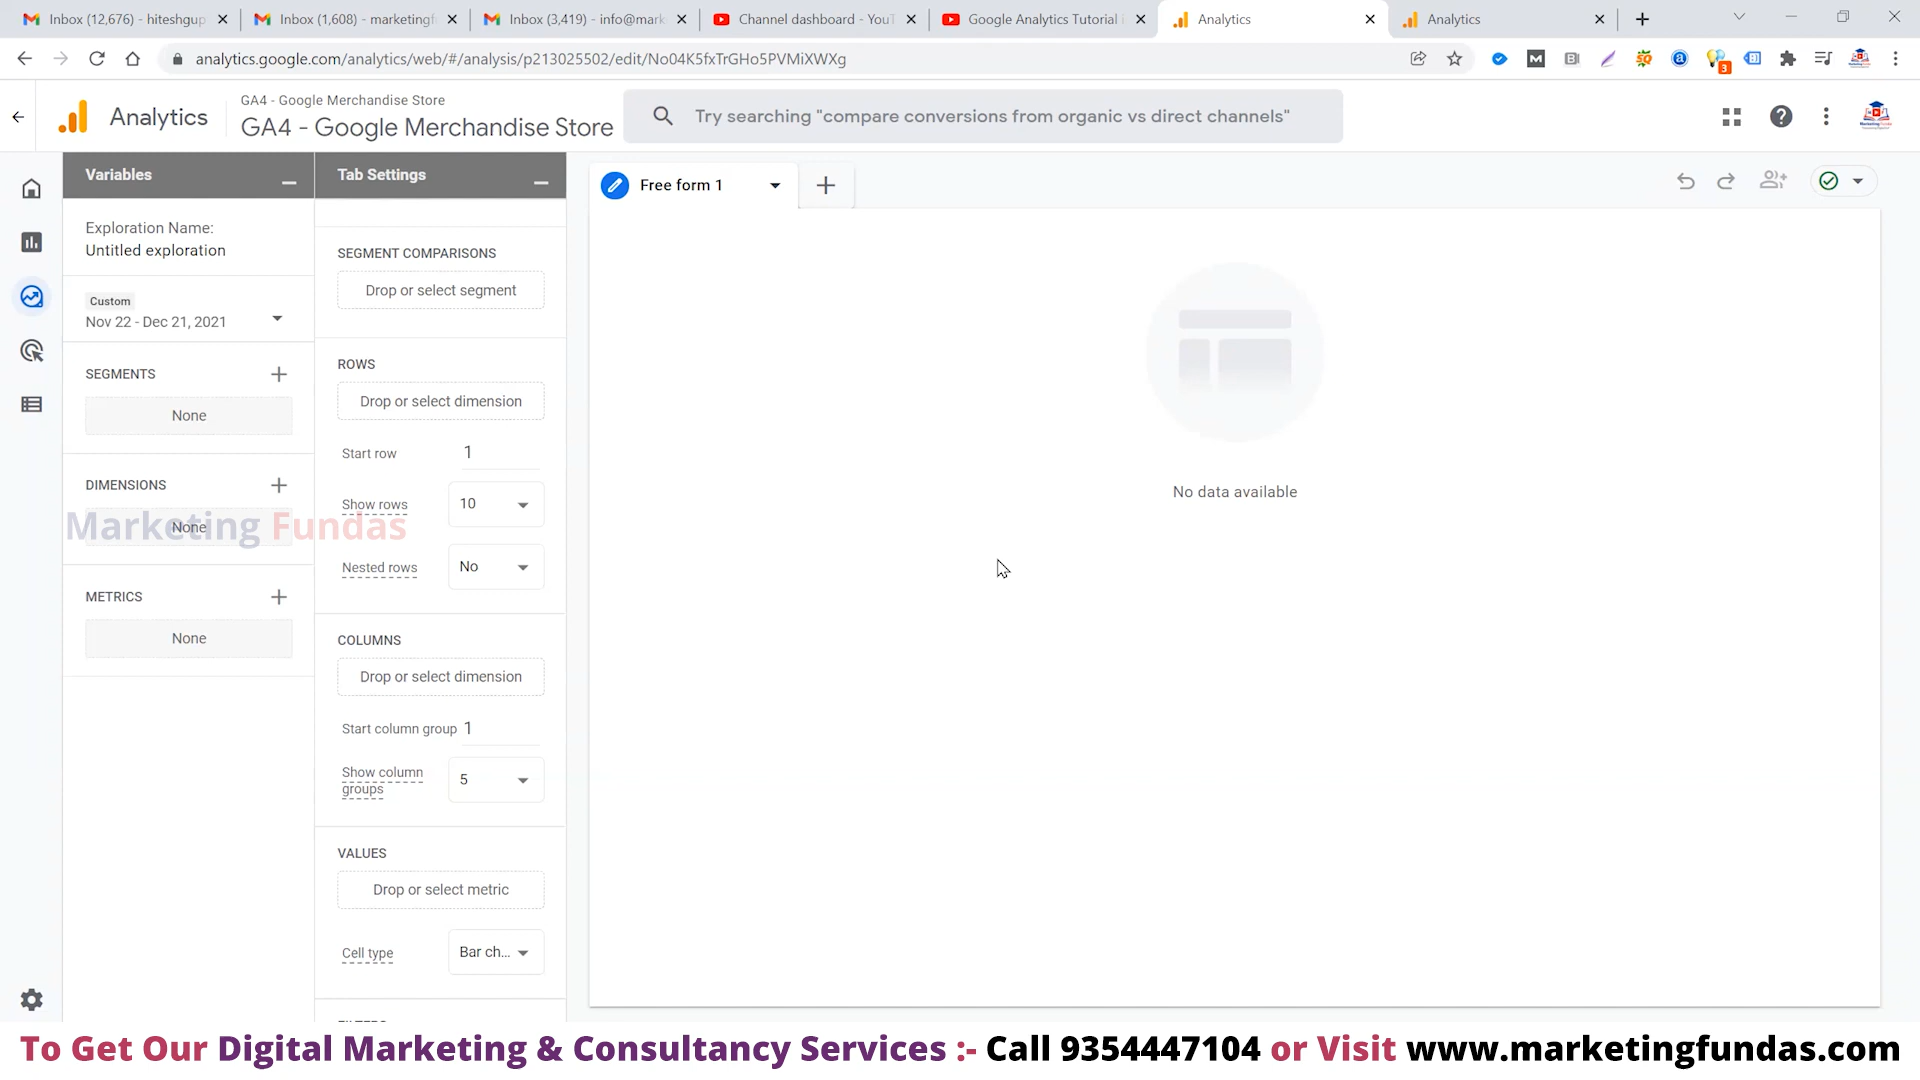 Inbox (12,676) - hiteshgup
Inbox (1,608) - marketingf
Inbox (3,419) - info@mark
Channel dashboard - YouT
Google Analytics Tutorial i
Analytics
Analytics
analytics.google.com/analytics/web/#/analysis/p213025502/edit/No04K5fxTrGHo5PVMiXWXg
3
Analytics
GA4 - Google Merchandise Store
GA4 - Google Merchandise Store
Try searching "compare conversions from organic vs direct channels"
Variables
Tab Settings
Free form 1
Exploration Name:
Untitled exploration
Custom
Nov 22 - Dec 21, 2021
SEGMENTS
None
DIMENSIONS
None
Marketing Fundas
METRICS
None
SEGMENT COMPARISONS
Drop or select segment
ROWS
Drop or select dimension
Start row 1
Show rows 10
Nested rows No
COLUMNS
Drop or select dimension
Start column group 1
Show column groups 5
VALUES
Drop or select metric
Cell type Bar ch...
No data available
To Get Our Digital Marketing & Consultancy Services :- Call 9354447104 or Visit www.marketingfundas.com